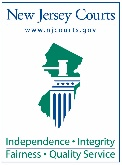 New Jersey Courts
www.njcourts.gov
Independence • Integrity
Fairness • Quality Service